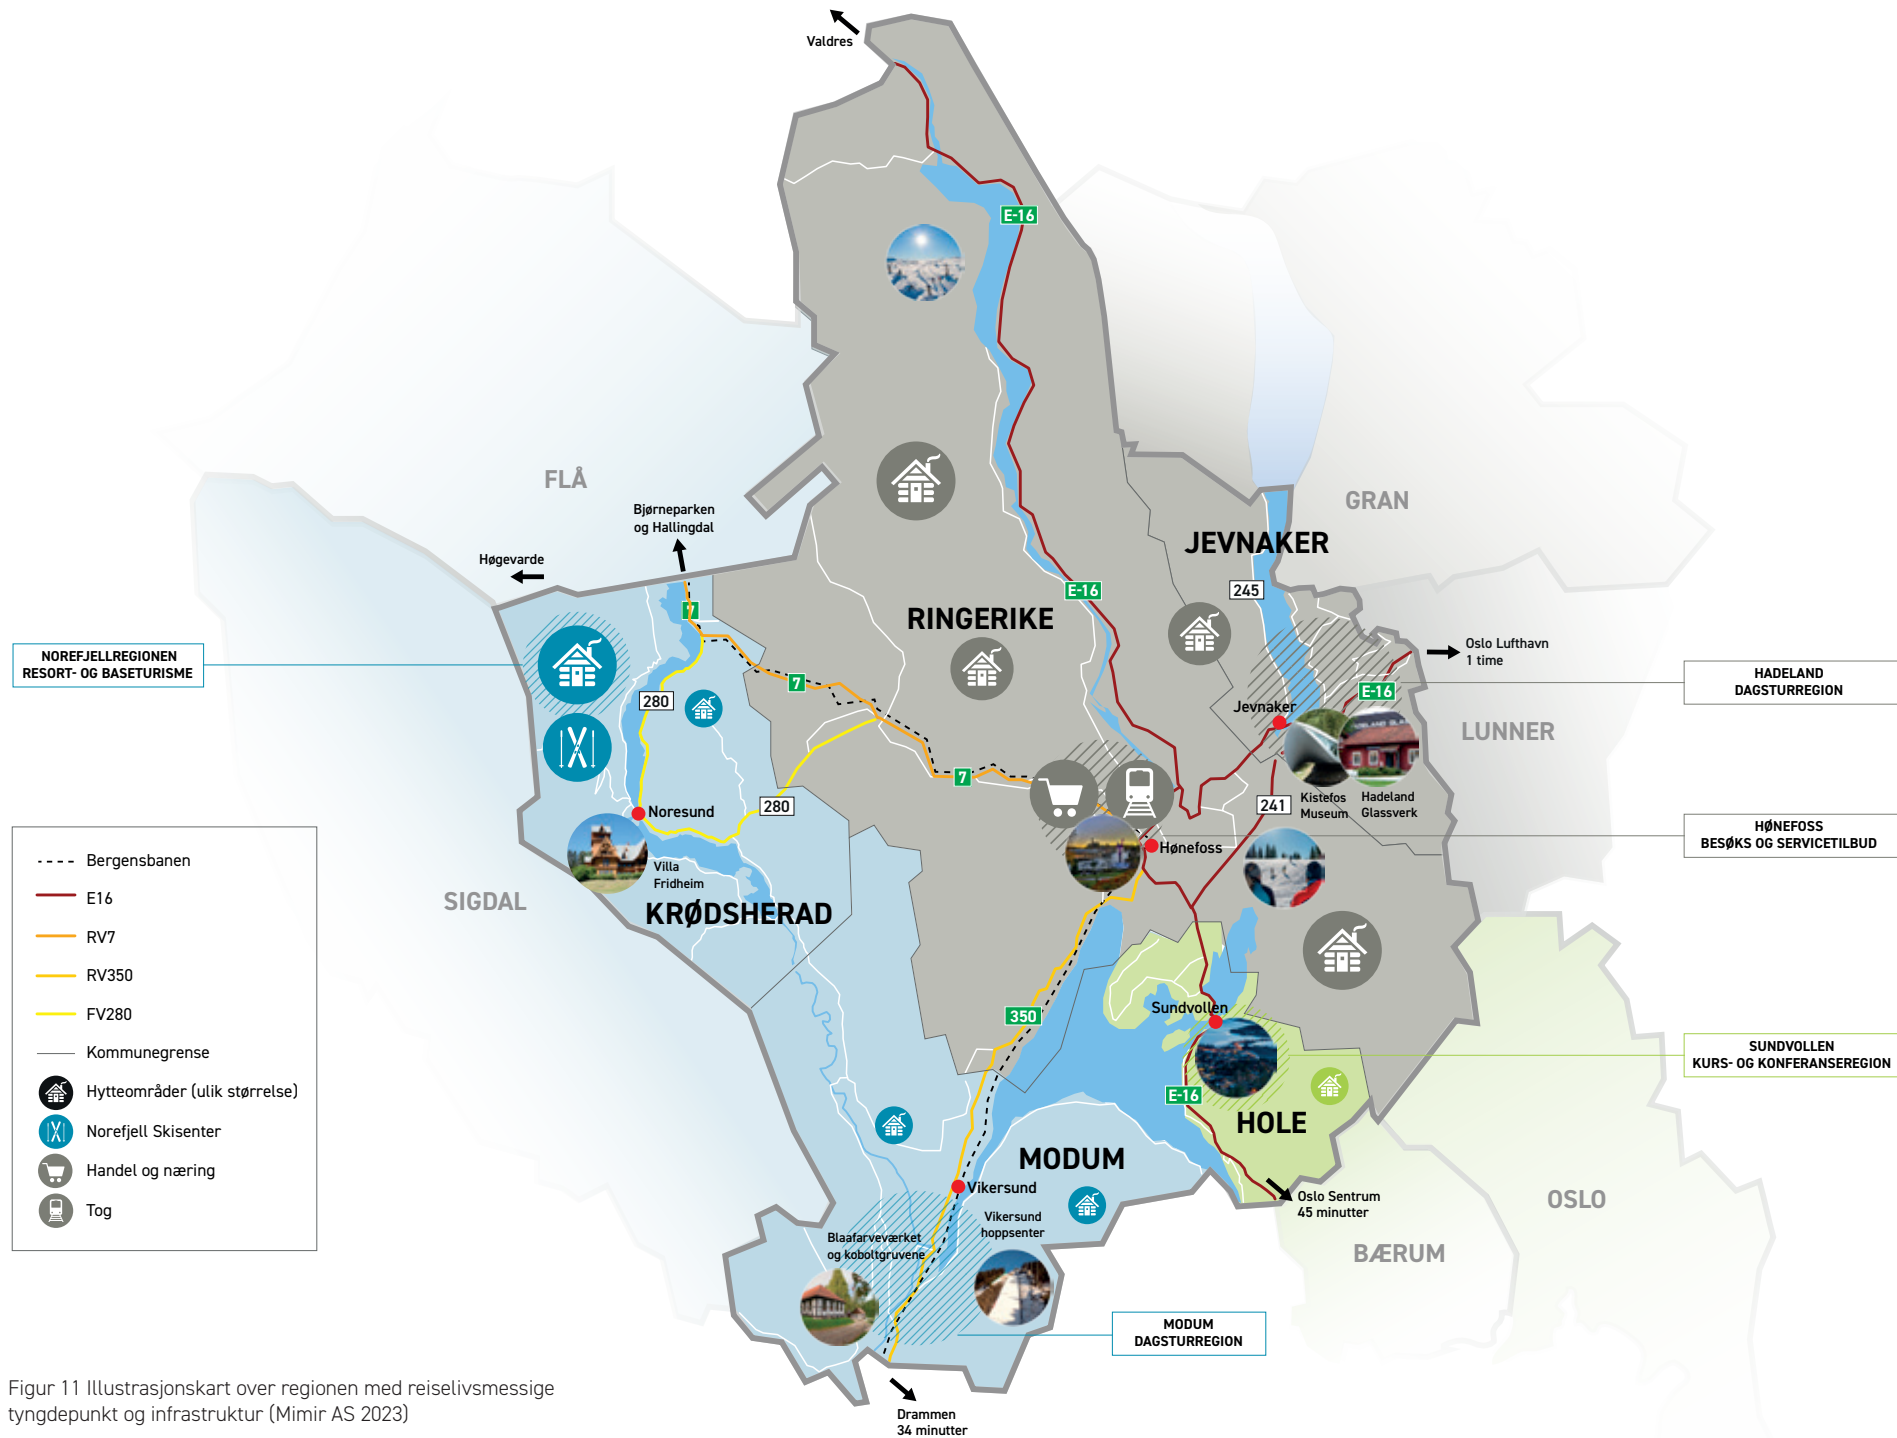 Valdres
E-16
FLÅ
GRAN
Bjørneparken
og Hallingdal
JEVNAKER
Høgevarde
E-16
245
7
RINGERIKE
Oslo Lufthavn
1 time
NOREFJELLREGIONEN
RESORT- OG BASETURISME
HADELAND
DAGSTURREGION
7
E-16
280
Jevnaker
LUNNER
7
280
241
Kistefos
Museum
Hadeland
Glassverk
Noresund
HØNEFOSS
BESØKS OG SERVICETILBUD
Hønefoss
Villa
Fridheim
SIGDAL
KRØDSHERAD
Bergensbanen
E16
RV7
RV350
FV280
Kommunegrense
Hytteområder (ulik størrelse)
Norefjell Skisenter
Handel og næring
Tog
350
Sundvollen
SUNDVOLLEN
KURS- OG KONFERANSEREGION
E-16
HOLE
MODUM
Vikersund
Oslo Sentrum
45 minutter
OSLO
Vikersund
hoppsenter
Blaafarveværket
og koboltgruvene
BÆRUM
MODUM
DAGSTURREGION
Figur 11 Illustrasjonskart over regionen med reiselivsmessige
tyngdepunkt og infrastruktur (Mimir AS 2023)
Drammen
34 minutter